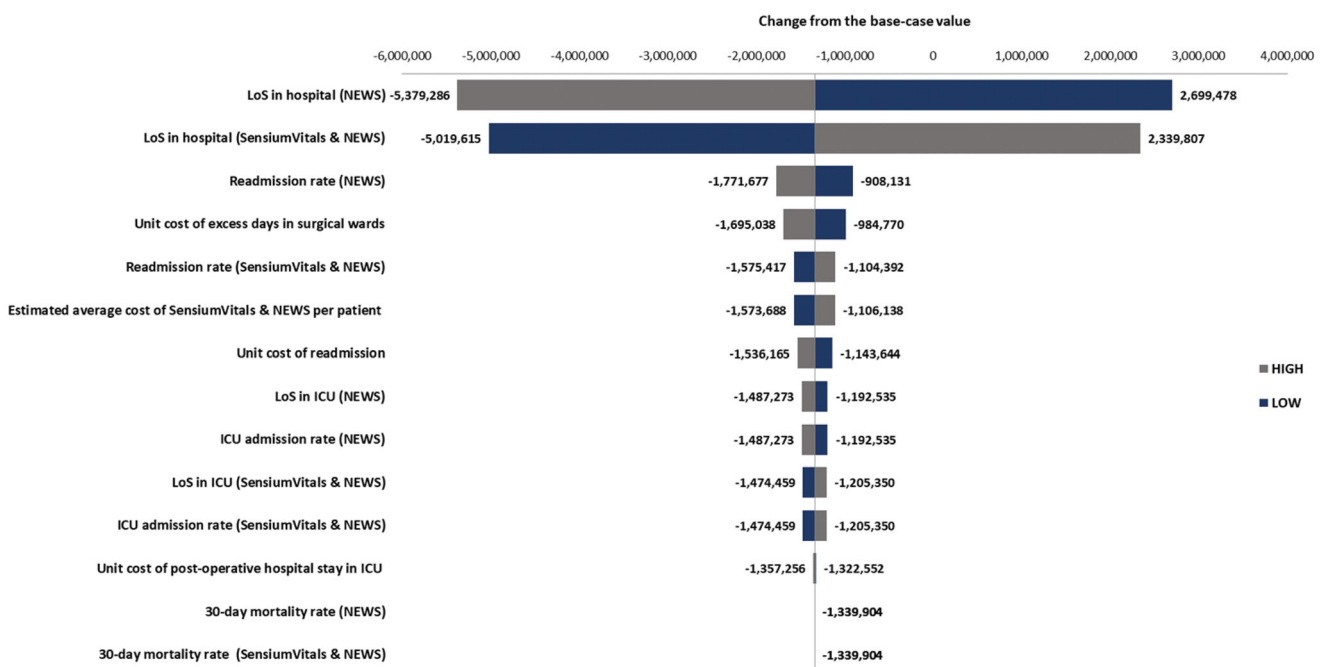 Change from the base-case value
-6,000,000 -5,000,000 -4,000,000 -3,000,000 -2,000,000 -1,000,000 0 1,000,000 2,000,000 3,000,000 4,000,000
LoS in hospital (NEWS) -5,379,286 2,699,478
LoS in hospital (SensiumVitals & NEWS) -5,019,615 2,339,807
Readmission rate (NEWS) -1,771,677 -908,131
Unit cost of excess days in surgical wards -1,695,038 -984,770
Readmission rate (SensiumVitals & NEWS) -1,575,417 -1,104,392
Estimated average cost of SensiumVitals & NEWS per patient -1,573,688 -1,106,138
Unit cost of readmission -1,536,165 -1,143,644
HIGH
LoS in ICU (NEWS) -1,487,273 -1,192,535
LOW
ICU admission rate (NEWS) -1,487,273 -1,192,535
LoS in ICU (SensiumVitals & NEWS) -1,474,459 -1,205,350
ICU admission rate (SensiumVitals & NEWS) -1,474,459 -1,205,350
Unit cost of post-operative hospital stay in ICU -1,357,256 -1,322,552
30-day mortality rate (NEWS) -1,339,904
30-day mortality rate (SensiumVitals & NEWS) -1,339,904